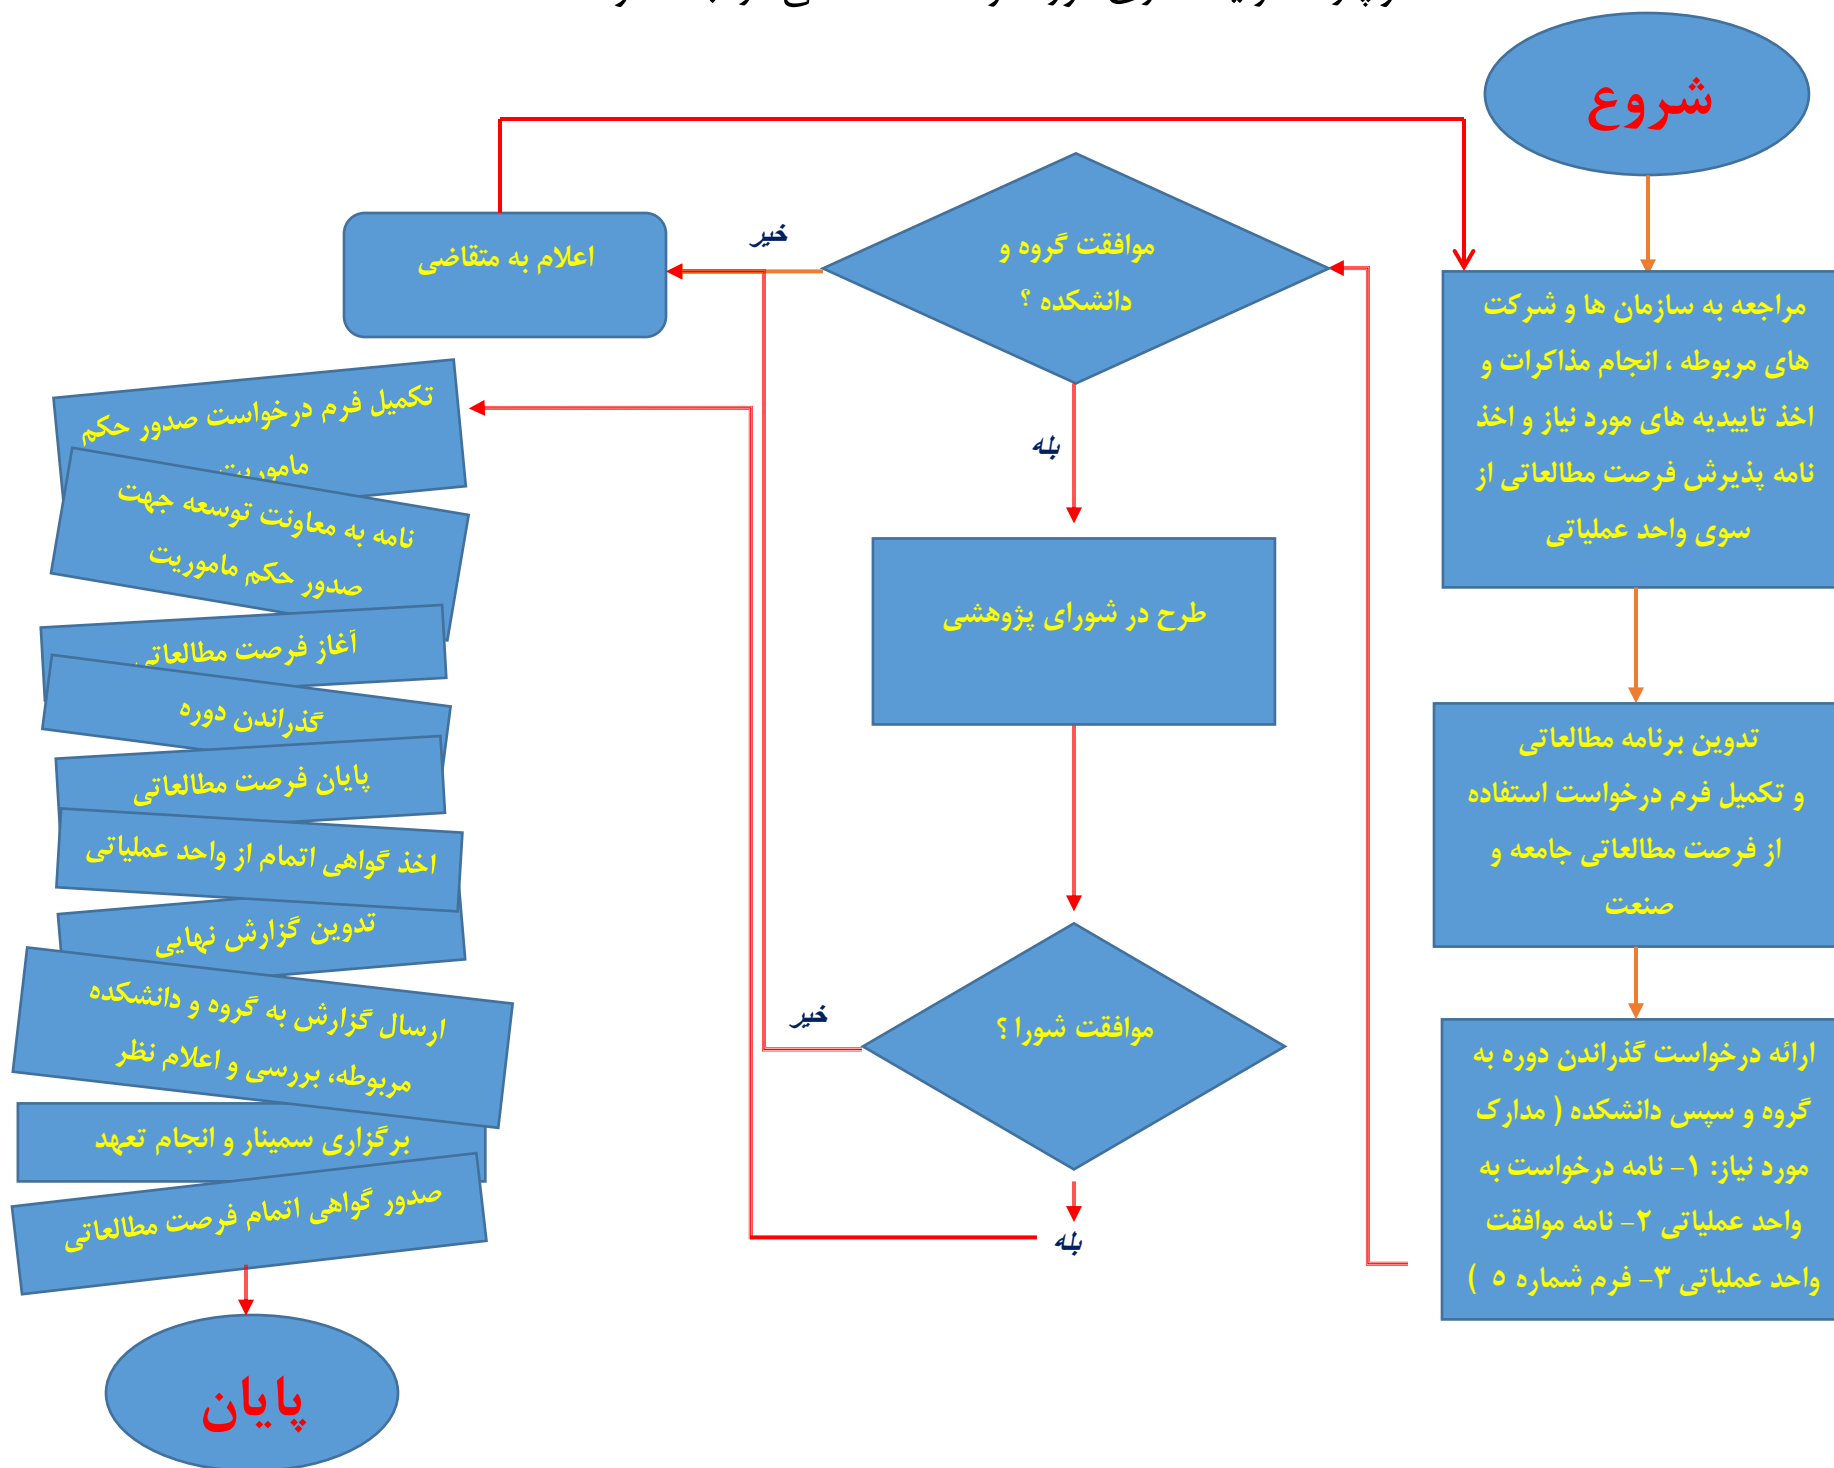 شروع
مراجعه به سازمان ها و شرکت
های مربوطه ، انجام مذاکرات و
اخذ تاییدیه های مورد نیاز و اخذ
نامه پذیرش فرصت مطالعاتی از
سوی واحد عملیاتی
تدوین برنامه مطالعاتی
و تکمیل فرم درخواست استفاده
از فرصت مطالعاتی جامعه و
صنعت
ارائه درخواست گذراندن دوره به
گروه و سپس دانشکده ( مدارک
مورد نیاز: ۱- نامه درخواست به
واحد عملیاتی ۲- نامه موافقت
واحد عملیاتی ۳- فرم شماره ۵ )
موافقت گروه و
دانشکده ؟
خیر
اعلام به متقاضی
بله
طرح در شورای پژوهشی
موافقت شورا ؟
خیر
بله
تکمیل فرم درخواست صدور حکم
ماموریت
نامه به معاونت توسعه جهت
صدور حکم ماموریت
آغاز فرصت مطالعاتی
گذراندن دوره
پایان فرصت مطالعاتی
اخذ گواهی اتمام از واحد عملیاتی
تدوین گزارش نهایی
ارسال گزارش به گروه و دانشکده
مربوطه، بررسی و اعلام نظر
برگزاری سمینار و انجام تعهد
صدور گواهی اتمام فرصت مطالعاتی
پایان